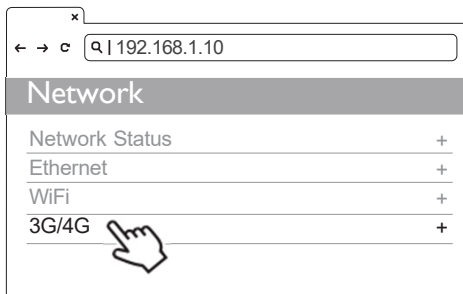 192.168.1.10
Network
Network Status +
Ethernet +
WiFi +
3G/4G +